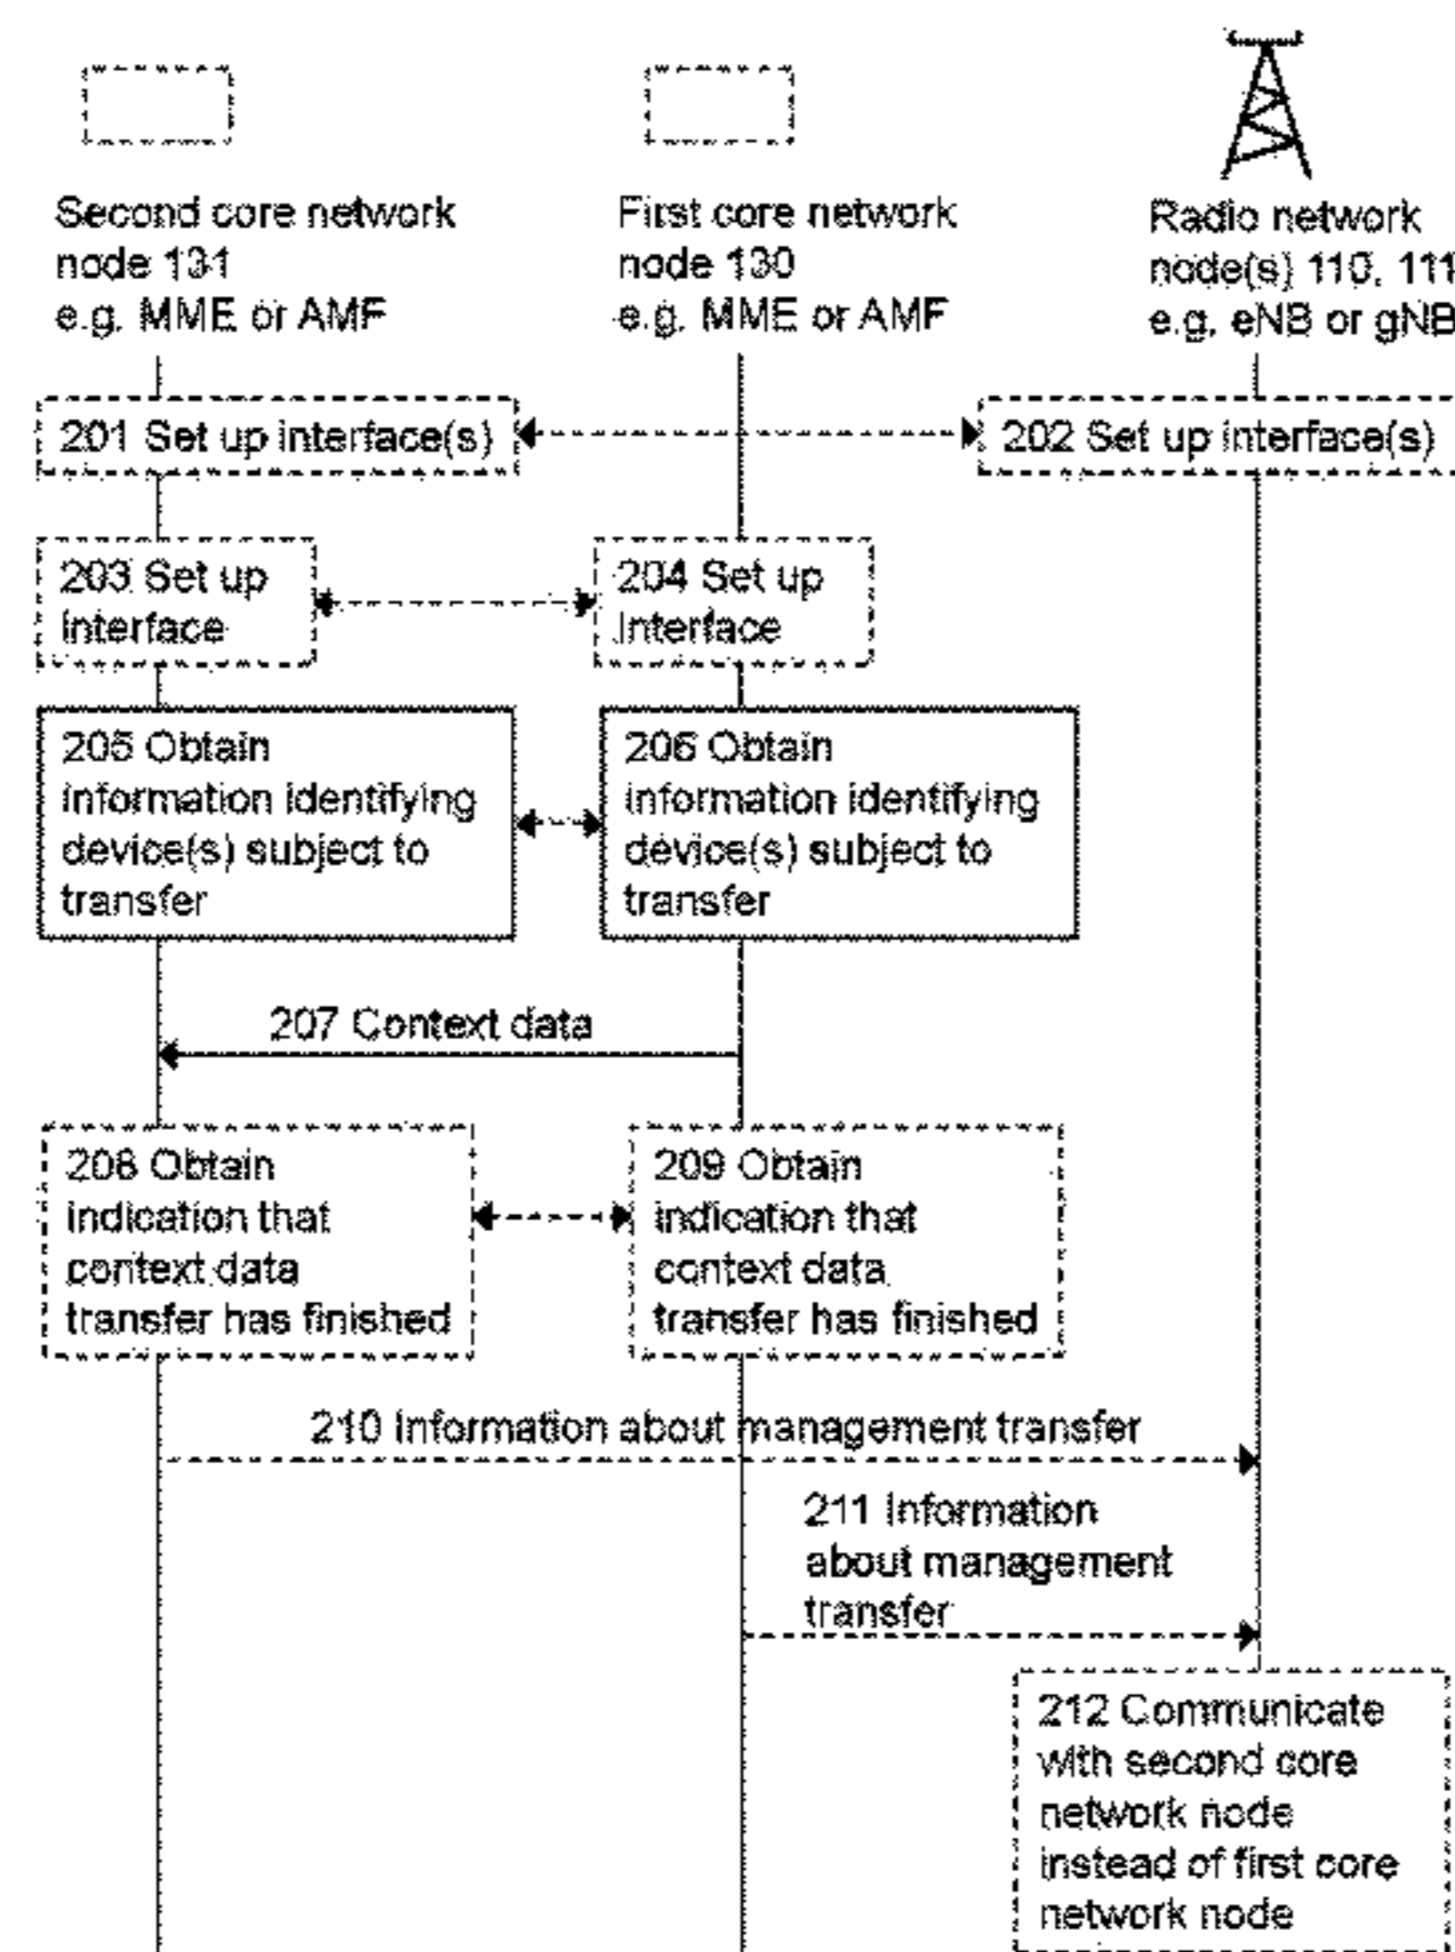 Second core network
node 131
e.g. MME or AMF
First core network
node 130
e.g. MME or AMF
Radio network
node(s) 110, 111
e.g. eNB or gNB
201 Set up interface(s)
202 Set up interface(s)
203 Set up
interface
204 Set up
Interface
205 Obtain
information identifying
device(s) subject to
transfer
206 Obtain
information identifying
device(s) subject to
transfer
207 Context data
208 Obtain
indication that
context data
transfer has finished
209 Obtain
indication that
context data
transfer has finished
210 Information about management transfer
211 Information
about management
transfer
212 Communicate
with second core
network node
instead of first core
network node